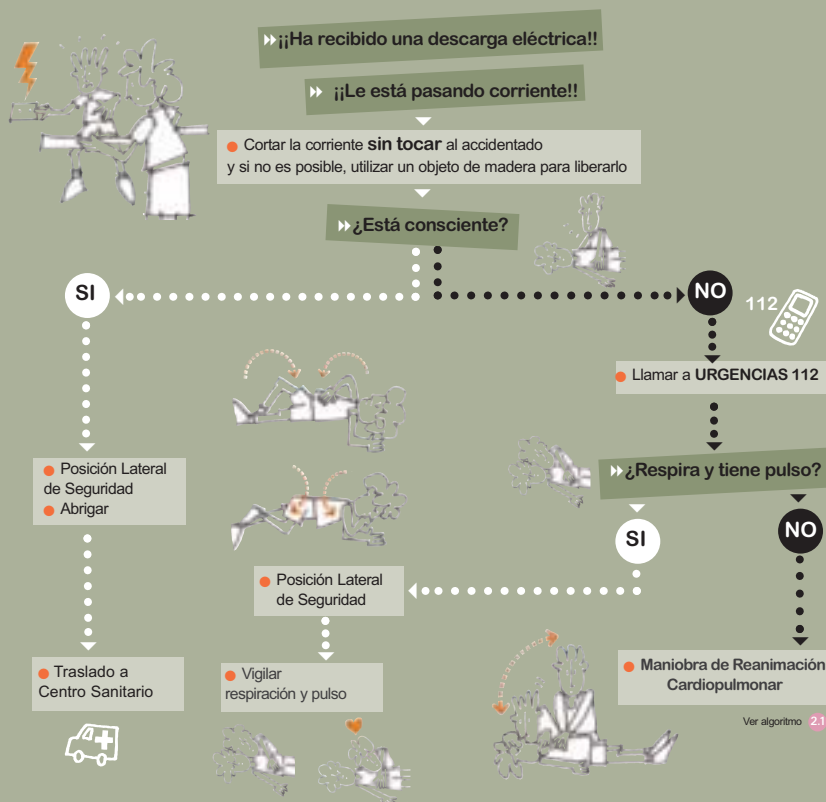 ¡¡Ha recibido una descarga eléctrica!!
¡¡Le está pasando corriente!!
Cortar la corriente sin tocar al accidentado
y si no es posible, utilizar un objeto de madera para liberarlo
¿Está consciente?
SI
NO
112
Llamar a URGENCIAS 112
¿Respira y tiene pulso?
Posición Lateral
de Seguridad
Abrigar
SI
NO
Posición Lateral
de Seguridad
Traslado a
Centro Sanitario
Vigilar
respiración y pulso
Maniobra de Reanimación
Cardiopulmonar
Ver algoritmo 2.1